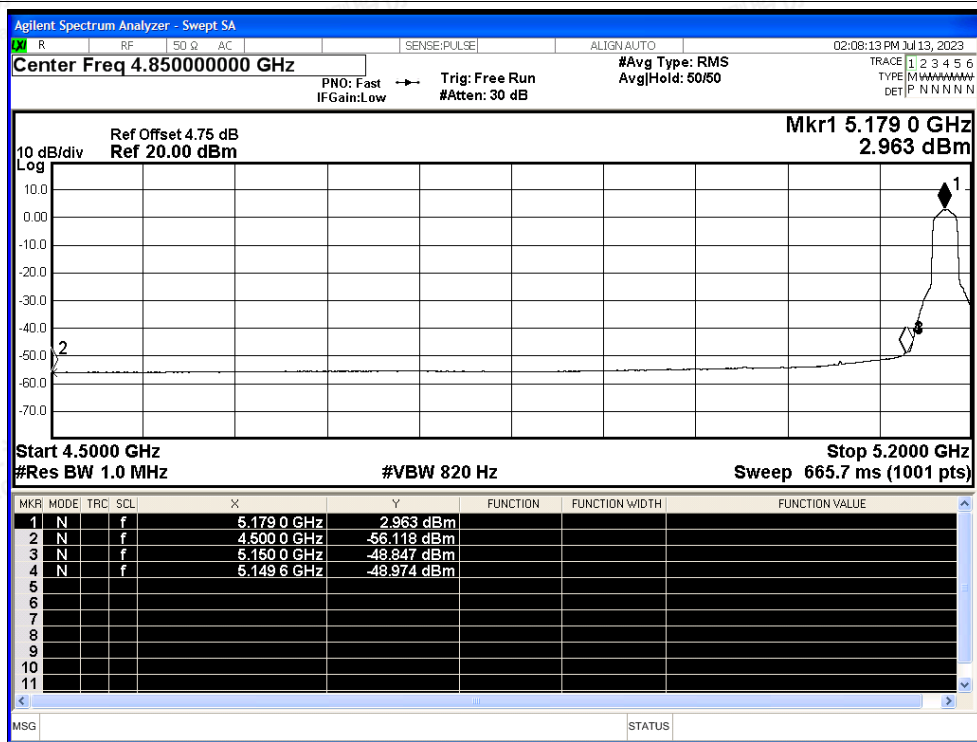 Agilent Spectrum Analyzer - Swept SA
LXI R RF 50 Ω AC SENSE:PULSE ALIGN AUTO 02:08:13 PM Jul 13, 2023
Center Freq 4.850000000 GHz
PNO: Fast
IFGain:Low
Trig: Free Run
#Atten: 30 dB
#Avg Type: RMS
Avg|Hold: 50/50
TRACE 1 2 3 4 5 6
TYPE M
DET P N N N N N
Mkr1 5.179 0 GHz
2.963 dBm
Ref Offset 4.75 dB
10 dB/div Ref 20.00 dBm
Log
1
10.0
0.00
-10.0
-20.0
-30.0
-40.0
2
-50.0
-60.0
-70.0
Start 4.5000 GHz Stop 5.2000 GHz
#Res BW 1.0 MHz #VBW 820 Hz Sweep 665.7 ms (1001 pts)
MKR MODE TRC SCL X Y FUNCTION FUNCTION WIDTH FUNCTION VALUE
1 N f 5.179 0 GHz 2.963 dBm
2 N f 4.500 0 GHz -56.118 dBm
3 N f 5.150 0 GHz -48.847 dBm
4 N f 5.149 6 GHz -48.974 dBm
5
6
7
8
9
10
11
MSG STATUS